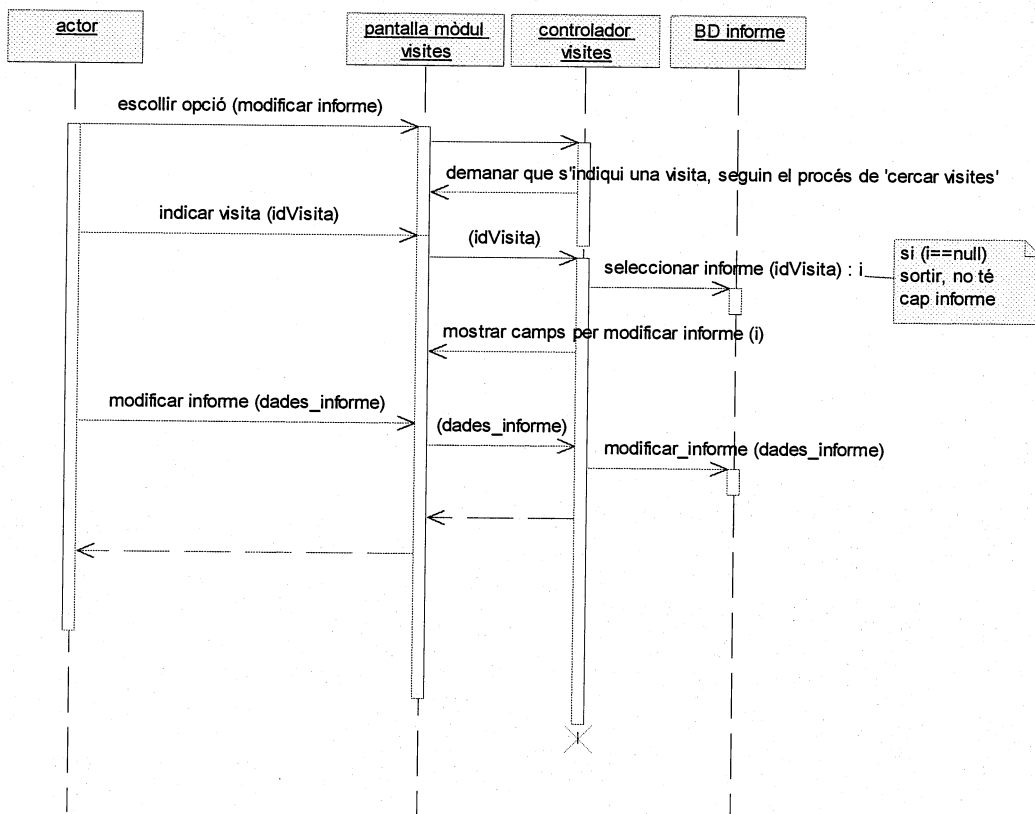 actor
pantalla mòdul
visites
controlador
visites
BD informe
escollir opció (modificar informe)
demanar que s'indiqui una visita, seguin el procés de 'cercar visites'
indicar visita (idVisita)
(idVisita)
seleccionar informe (idVisita) : i
si (i==null)
sortir, no té
cap informe
mostrar camps per modificar informe (i)
modificar informe (dades_informe)
(dades_informe)
modificar_informe (dades_informe)